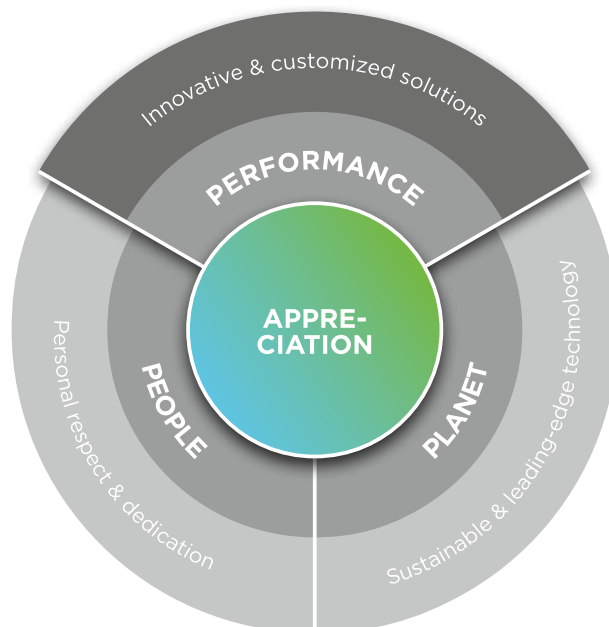 Innovative & customized solutions
PERFORMANCE
APPRE-
CIATION
PEOPLE
PLANET
Personal respect & dedication
Sustainable & leading-edge technology